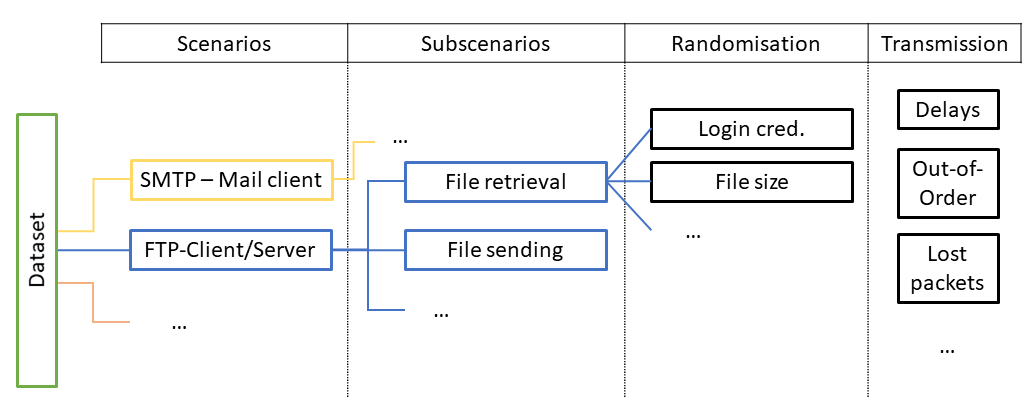 Scenarios
Subscenarios
Randomisation
Transmission
Dataset
SMTP – Mail client
FTP-Client/Server
...
...
File retrieval
File sending
...
Login cred.
File size
...
Delays
Out-of-
Order
Lost
packets
...